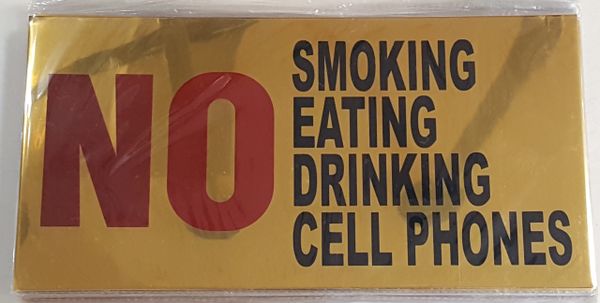 NO
SMOKING
EATING
DRINKING
CELL PHONES